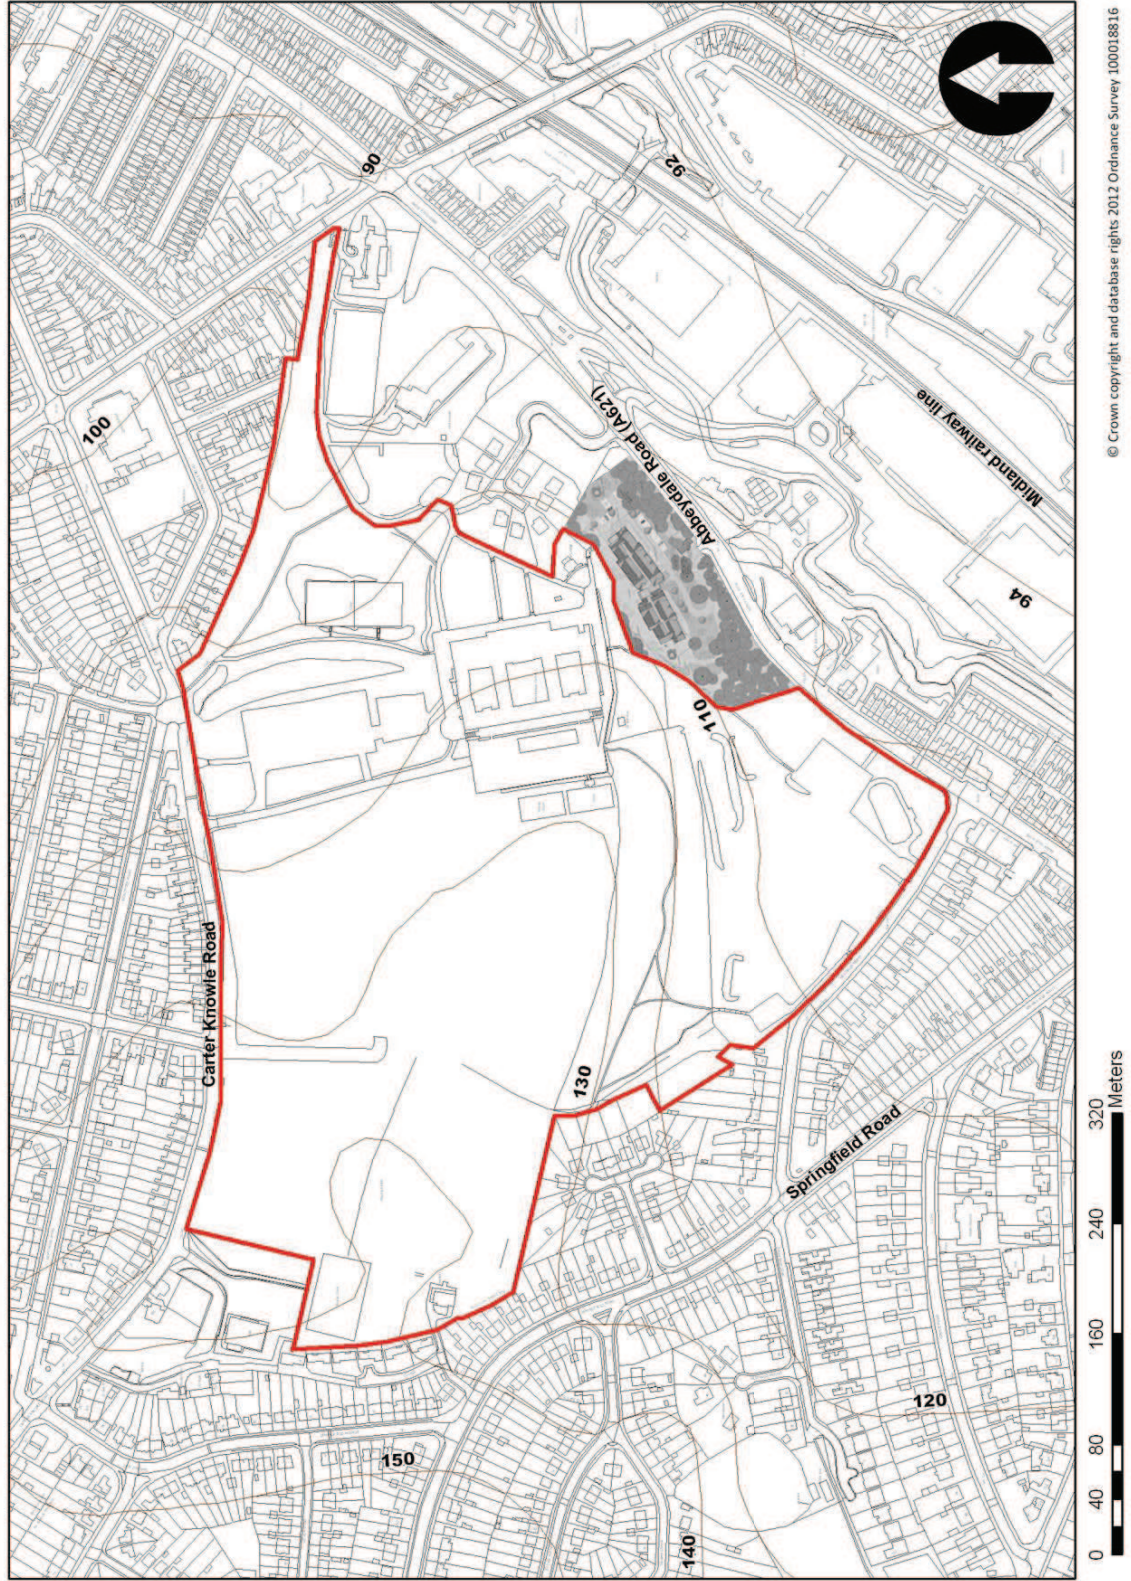 90
92
100
Abbeydale Road (A621)
Midland railway line
94
110
Carter Knowle Road
130
Springfield Road
120
150
140
0 40 80 160 240 320
Meters
© Crown copyright and database rights 2012 Ordnance Survey 100018816